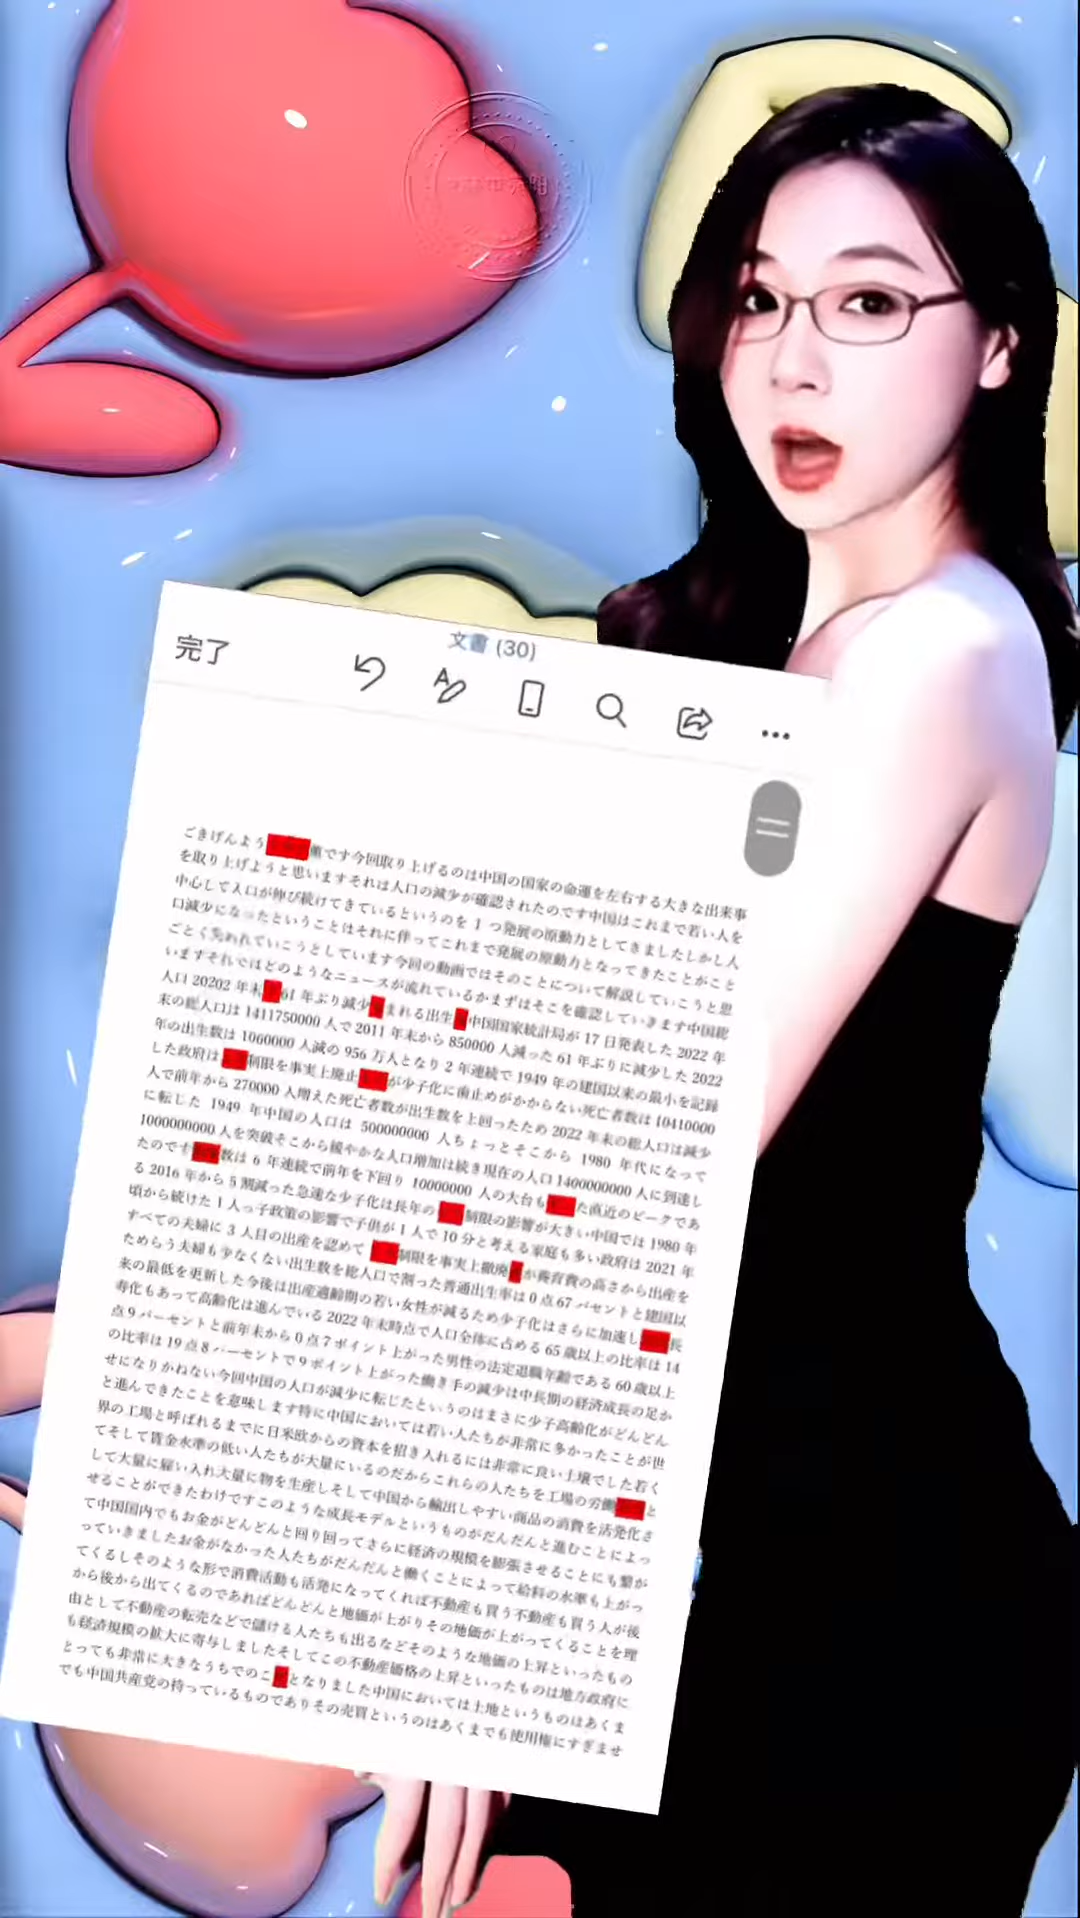 完了
文書 (30)
ごきげんよう 薫です今回取り上げるのは中国の国家の命運を左右する大きな出来事
を取り上げようと思いますそれは人口の減少が確認されたのです中国はこれまで若い人を
中心して人口が伸び続けてきているというのを 1 つ発展の原動力としてきましたしかし人
口減少になったということはそれに伴ってこれまで発展の原動力となってきたことがこと
ごとく失われていこうとしています今回の動画ではそのことについて解説していこうと思
いますそれではどのようなニュースが流れているかまずはそこを確認していきます中国総
人口 20202 年末 61 年ぶり減少 まれる出生 中国国家統計局が 17 日発表した 2022 年
末の総人口は 1411750000 人で 2011 年末から 850000 人減った 61 年ぶりに減少した 2022
年の出生数は 1060000 人減の 956 万人となり 2 年連続で 1949 年の建国以来の最小を記録
した政府は 制限を事実上廃止 が少子化に歯止めがかからない死亡者数は 10410000
人で前年から 270000 人増えた死亡者数が出生数を上回ったため 2022 年末の総人口は減少
に転じた 1949 年中国の人口は 500000000 人ちょっとそこから 1980 年代になって
1000000000 人を突破そこから緩やかな人口増加は続き現在の人口 1400000000 人に到達し
たのです 数は 6 年連続で前年を下回り 10000000 人の大台も た直近のピークであ
る 2016 年から 5 割減った急速な少子化は長年の 制限の影響が大きい中国では 1980 年
頃から続けた 1 人っ子政策の影響で子供が 1 人で 10 分と考える家庭も多い政府は 2021 年
すべての夫婦に 3 人目の出産を認めて 制限を事実上撤廃 が養育費の高さから出産を
ためらう夫婦も少なくない出生数を総人口で割った普通出生率は 0 点 67 パセントと建国以
来の最低を更新した今後は出産適齢期の若い女性が減るため少子化はさらに加速し 長
寿化もあって高齢化は進んでいる 2022 年末時点で人口全体に占める 65 歳以上の比率は 14
点 9 パーセントと前年末から 0 点 7 ポイント上がった男性の法定退職年齢である 60 歳以上
の比率は 19 点 8 パーセントで 9 ポイント上がった働き手の減少は中長期の経済成長の足か
せになりかねない今回中国の人口が減少に転じたというのはまさに少子高齢化がどんどん
と進んできたことを意味します特に中国においては若い人たちが非常に多かったことが世
界の工場と呼ばれるまでに日米欧からの資本を招き入れるには非常に良い土壌でした若く
てそして賃金水準の低い人たちが大量にいるのだからこれらの人たちを工場の労働 と
して大量に雇い入れ大量に物を生産しそして中国から輸出しやすい商品の消費を活発化さ
せることができたわけですこのような成長モデルというものがだんだんと進むことによっ
て中国国内でもお金がどんどんと回り回ってさらに経済の規模を膨張させることにも繋が
っていきましたお金がなかった人たちがだんだんと働くことによって給料の水準も上がっ
てくるしそのような形で消費活動も活発になってくれば不動産も買う不動産も買う人が後
から後から出てくるのであればどんどんと地価が上がりその地価が上がってくることを理
由として不動産の転売などで儲ける人たちも出るなどそのような地価の上昇といったもの
も経済規模の拡大に寄与しましたそしてこの不動産価格の上昇といったものは地方政府に
とっても非常に大きなうちでのこ となりました中国においては土地というものはあくま
でも中国共産党の持っているものでありその売買というのはあくまでも使用権にすぎませ